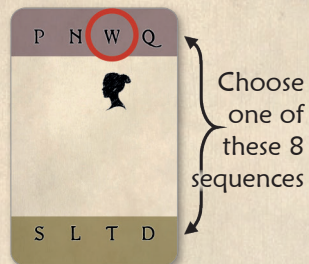 P N W Q
Choose
one of
these 8
sequences
S L T D